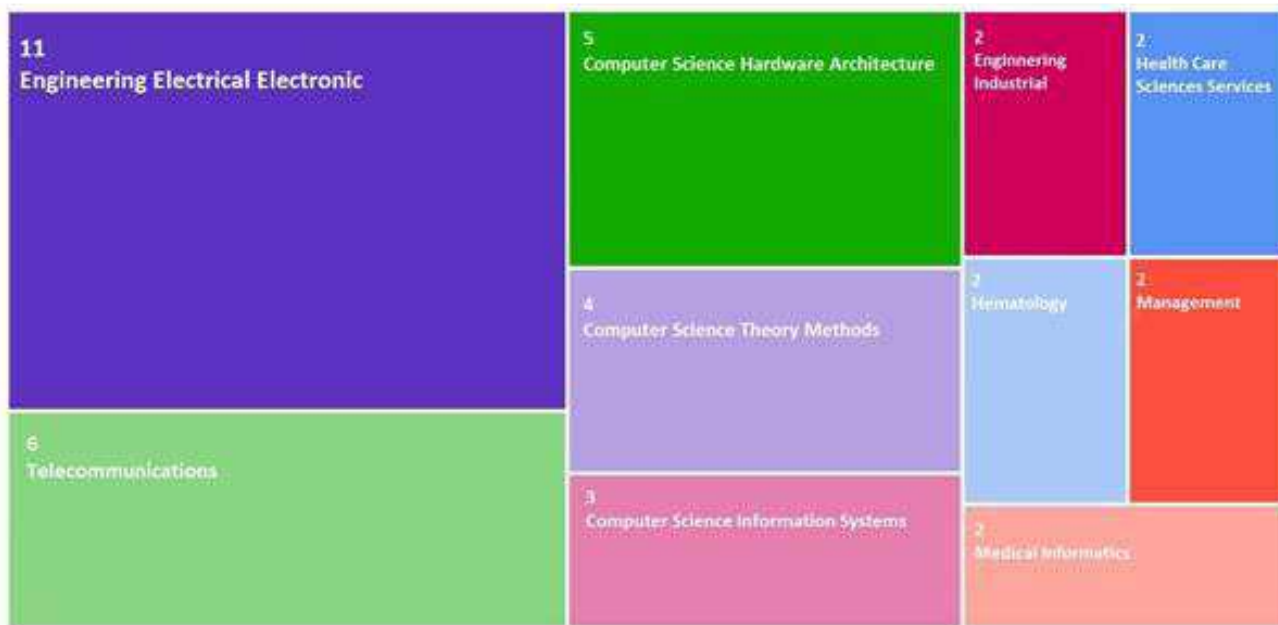 11
Engineering Electrical Electronic
6
Telecommunications
5
Computer Science Hardware Architecture
4
Computer Science Theory Methods
3
Computer Science Information Systems
2
Enginnering
Industrial
2
Health Care
Sciences Services
2
Hematology
2
Management
2
Medical Informatics